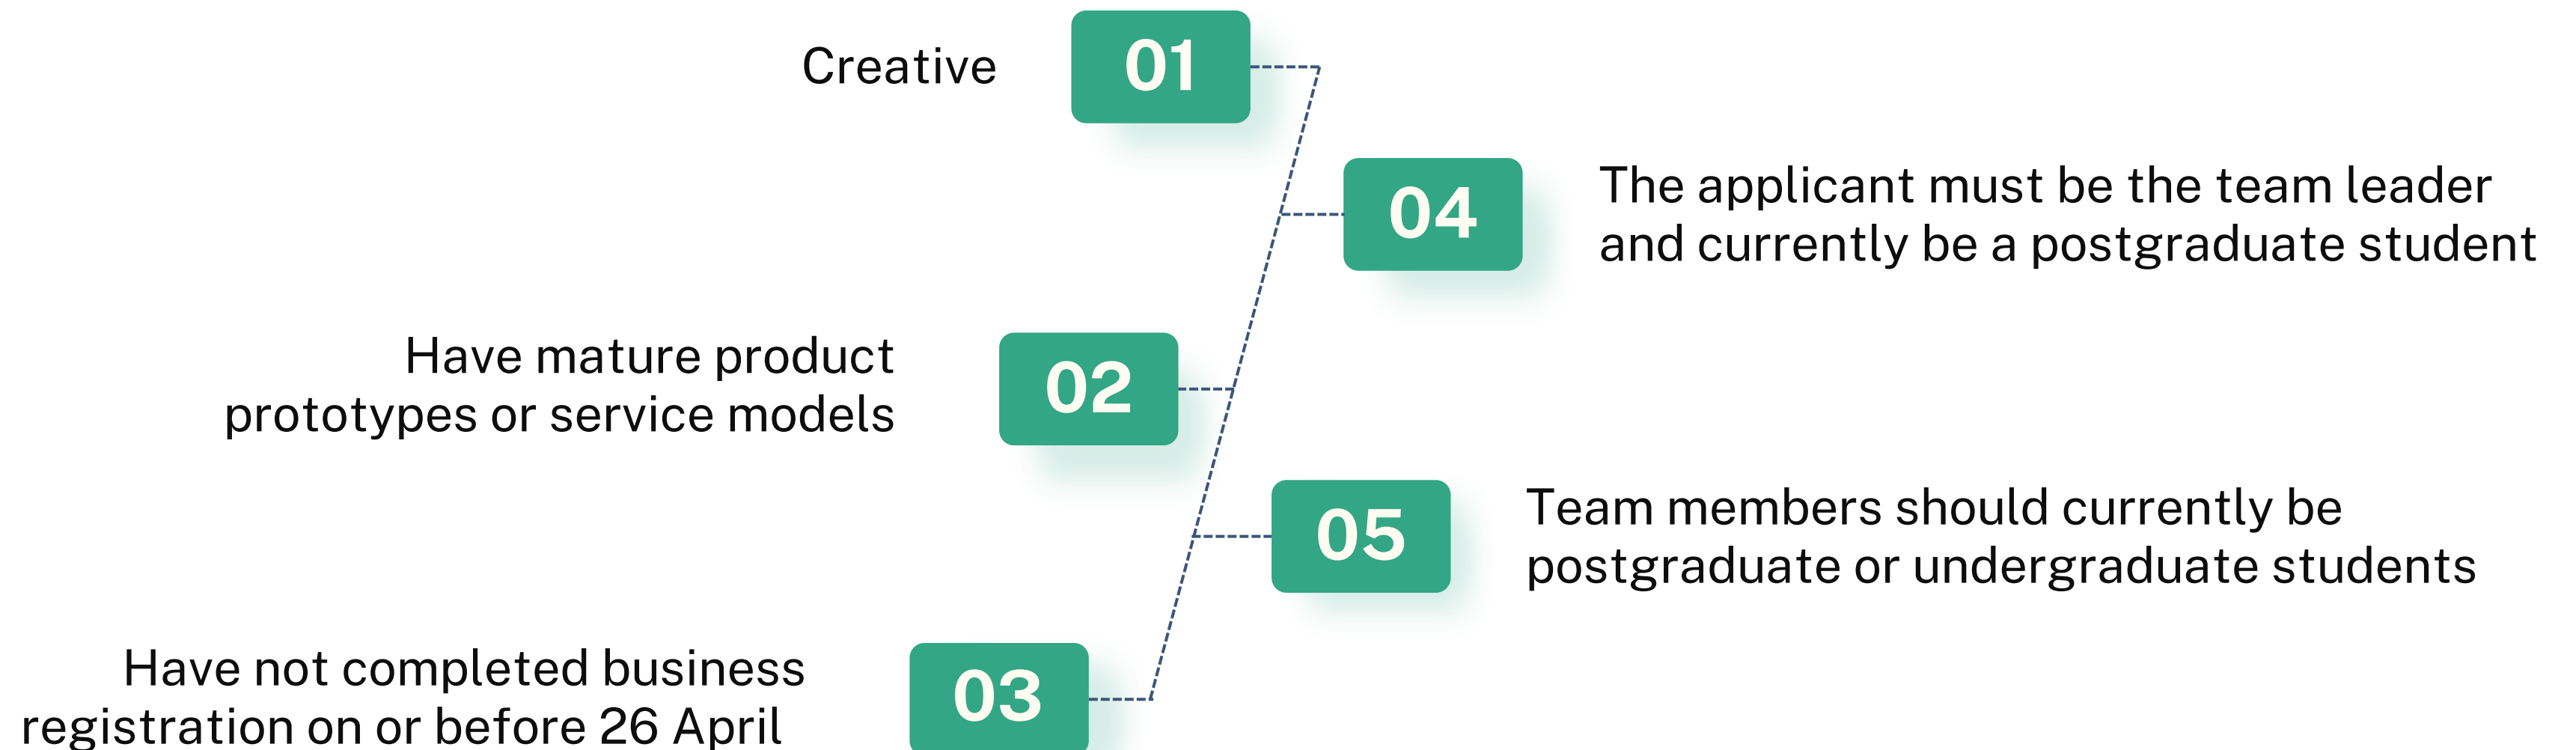 Creative
01
04
The applicant must be the team leader
and currently be a postgraduate student
Have mature product
prototypes or service models
02
05
Team members should currently be
postgraduate or undergraduate students
Have not completed business
registration on or before 26 April
03